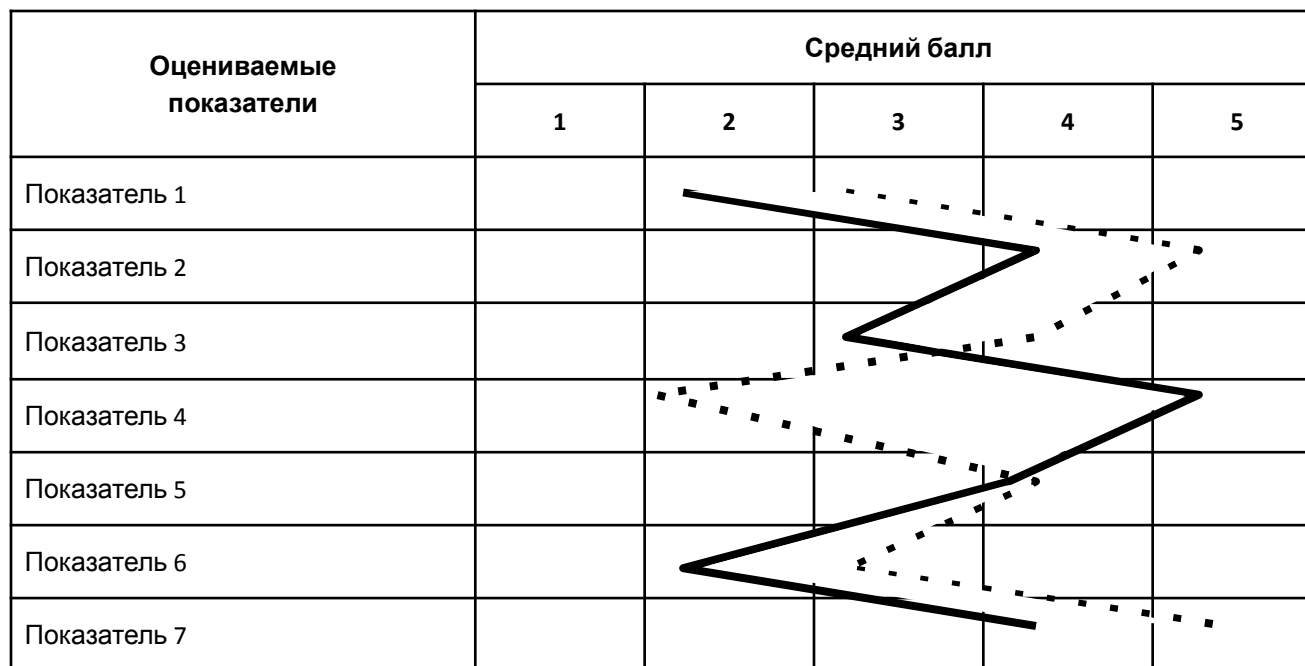 Оцениваемые
показатели
Средний балл
1 2 3 4 5
Показатель 1
Показатель 2
Показатель 3
Показатель 4
Показатель 5
Показатель 6
Показатель 7